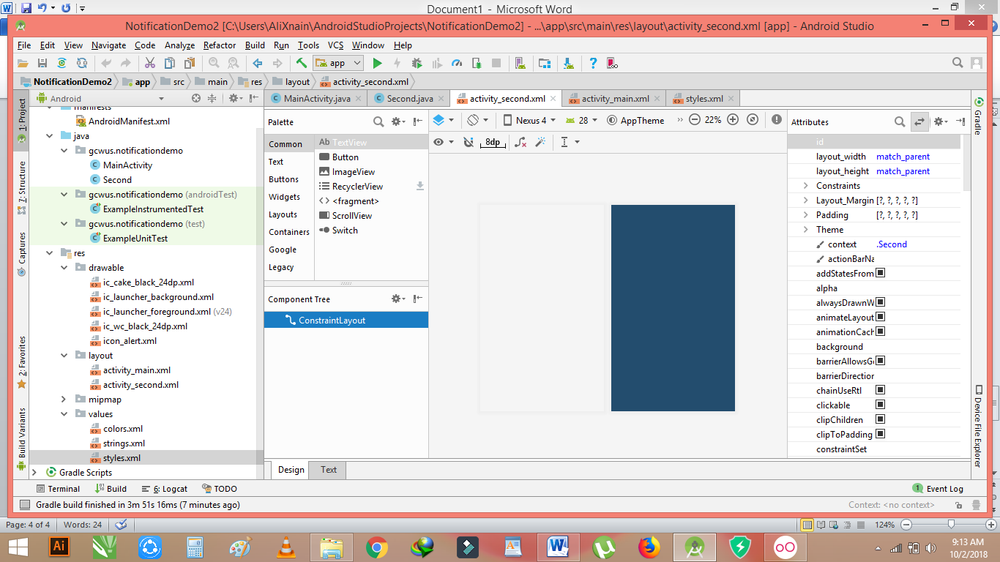 Document1 - Microsoft Word
NotificationDemo2 [C:\Users\AliXnain\AndroidStudioProjects\NotificationDemo2] - ...\app\src\main\res\layout\activity_second.xml [app] - Android Studio
File Edit View Navigate Code Analyze Refactor Build Run Tools VCS Window Help
app
NotificationDemo2 app src main res layout activity_second.xml
1: Project
7: Structure
Captures
2: Favorites
Build Variants
Android
manifests
AndroidManifest.xml
java
gcwus.notificationdemo
MainActivity
Second
gcwus.notificationdemo (androidTest)
ExampleInstrumentedTest
gcwus.notificationdemo (test)
ExampleUnitTest
res
drawable
ic_cake_black_24dp.xml
ic_launcher_background.xml
ic_launcher_foreground.xml (v24)
ic_wc_black_24dp.xml
icon_alert.xml
layout
activity_main.xml
activity_second.xml
mipmap
values
colors.xml
strings.xml
styles.xml
Gradle Scripts
MainActivity.java Second.java activity_second.xml activity_main.xml styles.xml
Palette
Common
Text
Buttons
Widgets
Layouts
Containers
Google
Legacy
Ab TextView
Button
ImageView
RecyclerView
<fragment>
ScrollView
Switch
Component Tree
ConstraintLayout
Nexus 4 28 AppTheme 22%
8dp
Design Text
Attributes
id
layout_width match_parent
layout_height match_parent
Constraints
Layout_Margin [?, ?, ?, ?, ?]
Padding [?, ?, ?, ?, ?]
Theme
context .Second
actionBarNa
addStatesFrom
alpha
alwaysDrawnW
animateLayout
animationCach
background
barrierAllowsGo
barrierDirection
chainUseRtl
clickable
clipChildren
clipToPadding
constraintSet
Gradle
Device File Explorer
Terminal Build 6: Logcat TODO 1 Event Log
Gradle build finished in 3m 51s 16ms (7 minutes ago) Context: <no context>
Page: 4 of 4 Words: 24 124%
Ai
9:13 AM
10/2/2018